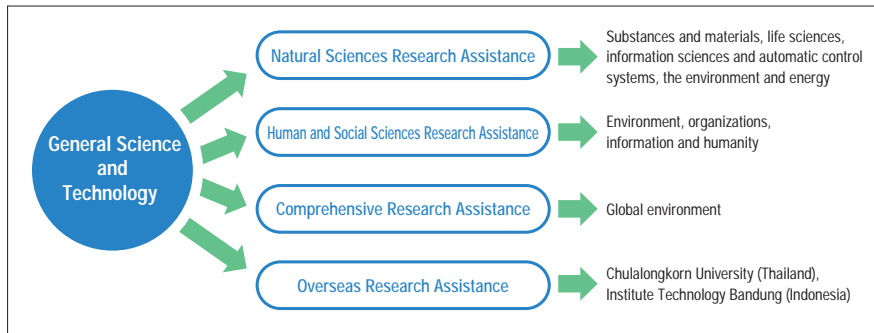 General Science
and
Technology
Natural Sciences Research Assistance
Substances and materials, life sciences,
information sciences and automatic control
systems, the environment and energy
Human and Social Sciences Research Assistance
Environment, organizations,
information and humanity
Comprehensive Research Assistance
Global environment
Overseas Research Assistance
Chulalongkorn University (Thailand),
Institute Technology Bandung (Indonesia)